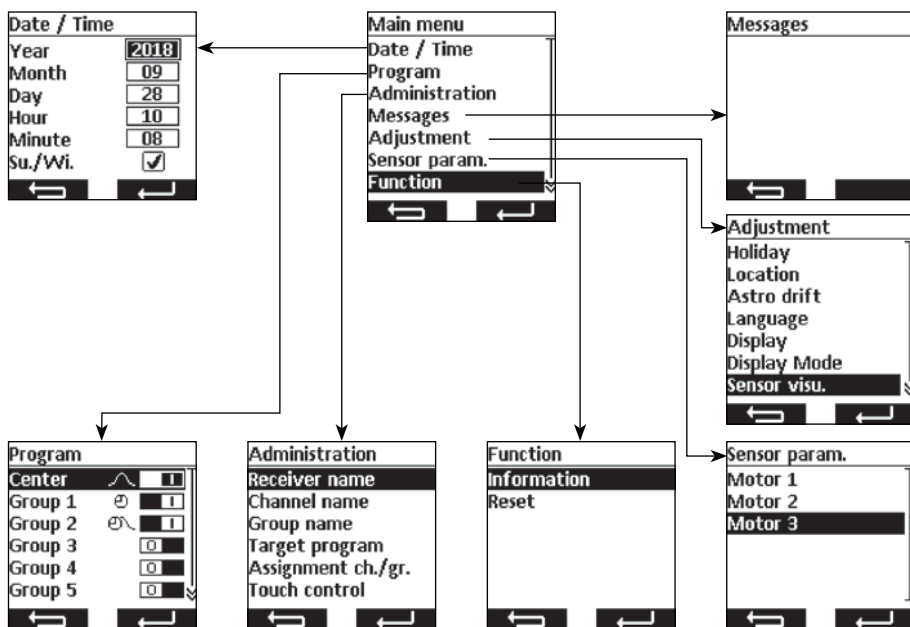 Date / Time
Year 2018
Month 09
Day 28
Hour 10
Minute 08
Su./Wi.
Main menu
Date / Time
Program
Administration
Messages
Adjustment
Sensor param.
Function
Messages
Adjustment
Holiday
Location
Astro drift
Language
Display
Display Mode
Sensor visu.
Program
Center I
Group 1 I
Group 2 I
Group 3 0
Group 4 0
Group 5 0
Administration
Receiver name
Channel name
Group name
Target program
Assignment ch./gr.
Touch control
Function
Information
Reset
Sensor param.
Motor 1
Motor 2
Motor 3